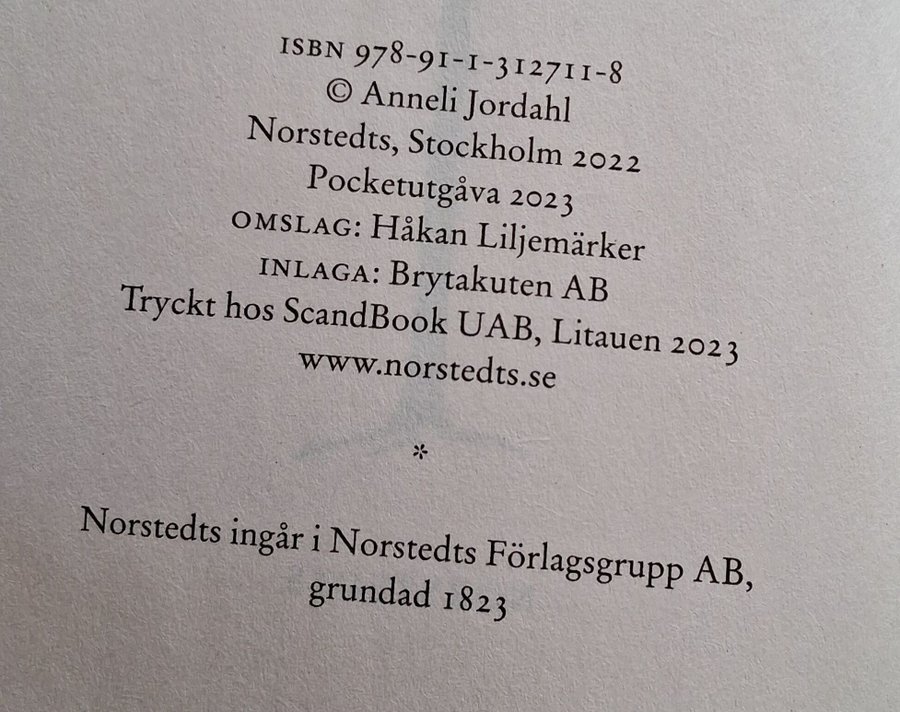 ISBN 978-91-1-312711-8
© Anneli Jordahl
Norstedts, Stockholm 2022
Pocketutgåva 2023
OMSLAG: Håkan Liljemärker
INLAGA: Brytakuten AB
Tryckt hos ScandBook UAB, Litauen 2023
www.norstedts.se
*
Norstedts ingår i Norstedts Förlagsgrupp AB,
grundad 1823